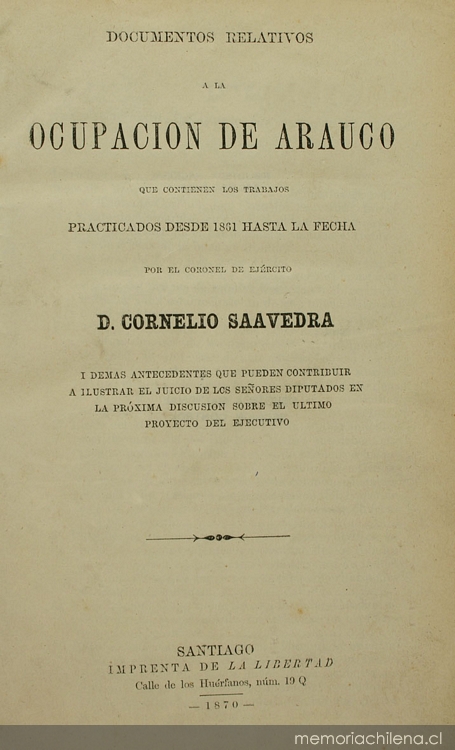 DOCUMENTOS RELATIVOS
A LA
OCUPACION DE ARAUCO
QUE CONTIENEN LOS TRABAJOS
PRACTICADOS DESDE 1861 HASTA LA FECHA
POR EL CORONEL DE EJÉRCITO
D. CORNELIO SAAVEDRA
I DEMAS ANTECEDENTES QUE PUEDEN CONTRIBUIR
A ILUSTRAR EL JUICIO DE LOS SEÑORES DIPUTADOS EN
LA PRÓXIMA DISCUSION SOBRE EL ULTIMO
PROYECTO DEL EJECUTIVO
SANTIAGO
IMPRENTA DE LA LIBERTAD
Calle de los Huérfanos, núm. 19 Q
— 1870 —
memoriachilena.cl